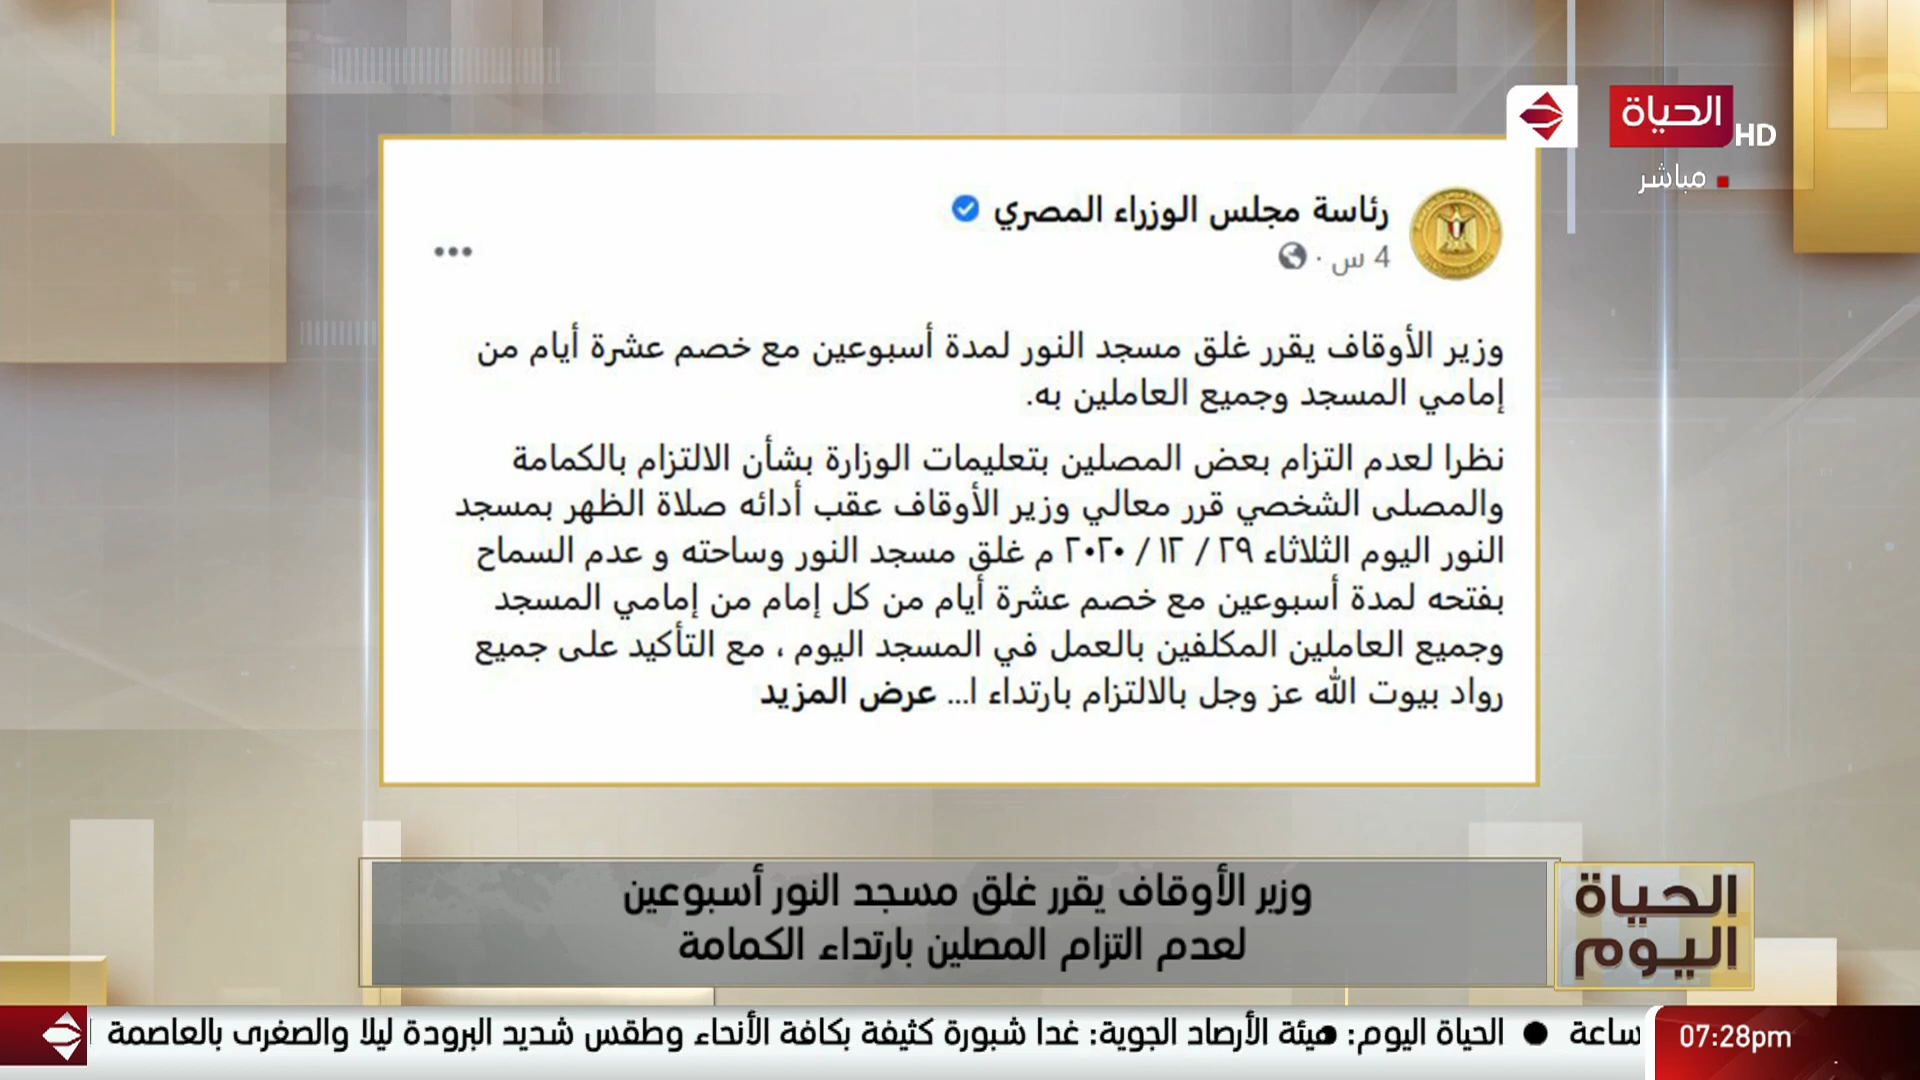 الحياة
HD
مباشر
رئاسة مجلس الوزراء المصري
4 س ·
وزير الأوقاف يقرر غلق مسجد النور لمدة أسبوعين مع خصم عشرة أيام من
إمامي المسجد وجميع العاملين به.
نظرا لعدم التزام بعض المصلين بتعليمات الوزارة بشأن الالتزام بالكمامة
والمصلى الشخصي قرر معالي وزير الأوقاف عقب أدائه صلاة الظهر بمسجد
النور اليوم الثلاثاء ٢٩ / ١٢ / ٢٠٢٠ م غلق مسجد النور وساحته و عدم السماح
بفتحه لمدة أسبوعين مع خصم عشرة أيام من كل إمام من إمامي المسجد
وجميع العاملين المكلفين بالعمل في المسجد اليوم ، مع التأكيد على جميع
رواد بيوت الله عز وجل بالالتزام بارتداء ا... عرض المزيد
وزير الأوقاف يقرر غلق مسجد النور أسبوعين
لعدم التزام المصلين بارتداء الكمامة
الحياة
اليوم
ساعة ● الحياة اليوم: هيئة الأرصاد الجوية: غدا شبورة كثيفة بكافة الأنحاء وطقس شديد البرودة ليلا والصغرى بالعاصمة
07:28pm